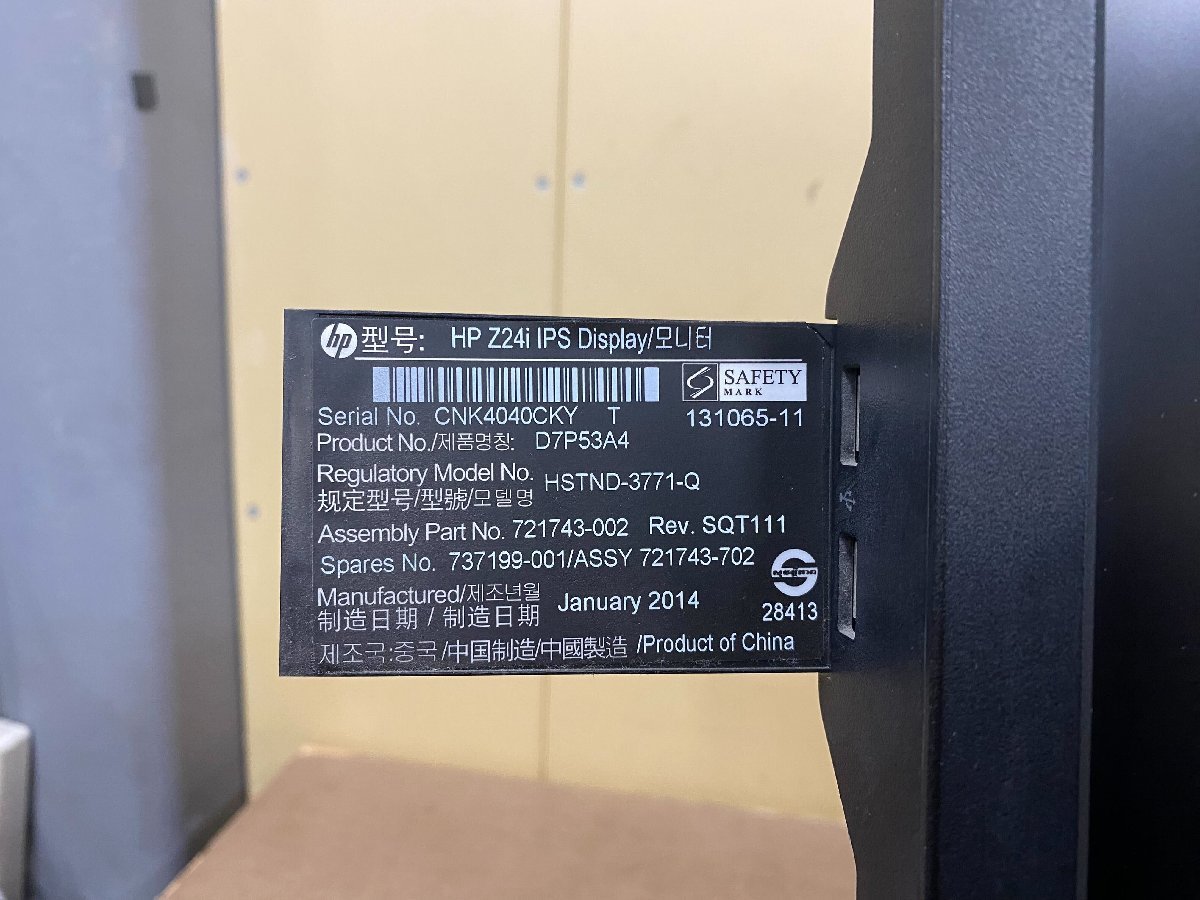 hp 型号: HP Z24i IPS Display/모니터
SAFETY
MARK
Serial No. CNK4040CKY T 131065-11
Product No./제품명칭: D7P53A4
Regulatory Model No. HSTND-3771-Q
规定型号/型號/모델명
Assembly Part No. 721743-002 Rev. SQT111
Spares No. 737199-001/ASSY 721743-702
Manufactured/제조년월
制造日期 / 制造日期 January 2014
28413
제조국:중국/中国制造/中國製造 /Product of China